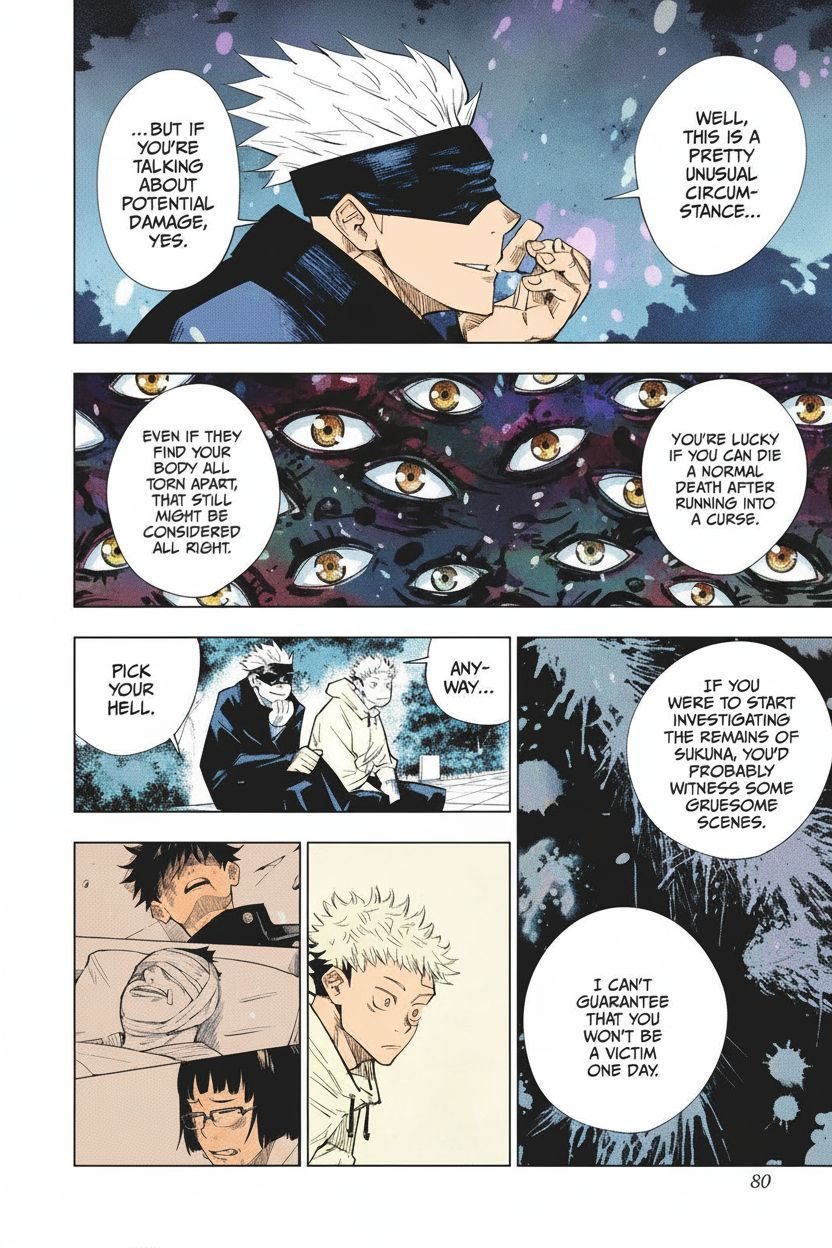 WELL,
THIS IS A
PRETTY
UNUSUAL
CIRCUM-
STANCE...
...BUT IF
YOU'RE
TALKING
ABOUT
POTENTIAL
DAMAGE,
YES.
YOU'RE LUCKY
IF YOU CAN DIE
A NORMAL
DEATH AFTER
RUNNING INTO
A CURSE.
EVEN IF THEY
FIND YOUR
BODY ALL
TORN APART,
THAT STILL
MIGHT BE
CONSIDERED
ALL RIGHT.
IF YOU
WERE TO START
INVESTIGATING
THE REMAINS OF
SUKUNA, YOU'D
PROBABLY
WITNESS SOME
GRUESOME
SCENES.
I CAN'T
GUARANTEE
THAT YOU
WON'T BE
A VICTIM
ONE DAY.
ANY-
WAY...
PICK
YOUR
HELL.
80